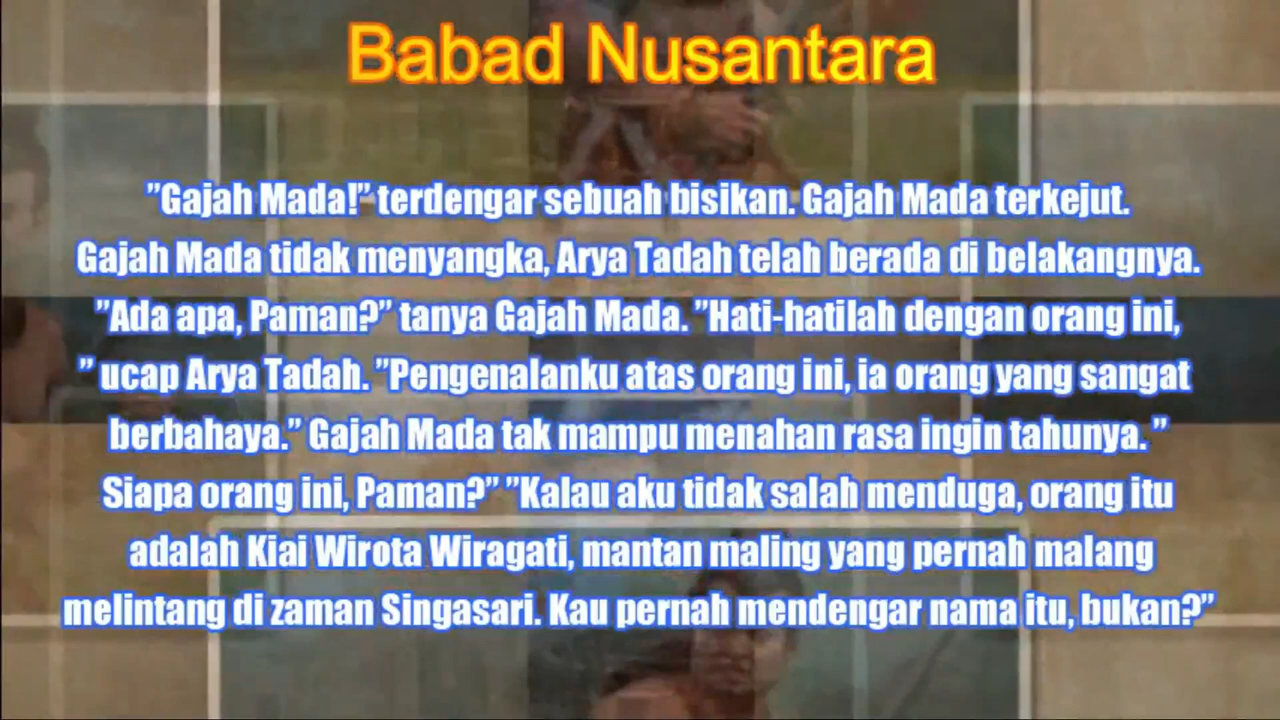 Babad Nusantara
”Gajah Mada!” terdengar sebuah bisikan. Gajah Mada terkejut.
Gajah Mada tidak menyangka, Arya Tadah telah berada di belakangnya.
”Ada apa, Paman?” tanya Gajah Mada. ”Hati-hatilah dengan orang ini,
” ucap Arya Tadah. ”Pengenalanku atas orang ini, ia orang yang sangat
berbahaya.” Gajah Mada tak mampu menahan rasa ingin tahunya. ”
Siapa orang ini, Paman?” ”Kalau aku tidak salah menduga, orang itu
adalah Kiai Wirota Wiragati, mantan maling yang pernah malang
melintang di zaman Singasari. Kau pernah mendengar nama itu, bukan?”